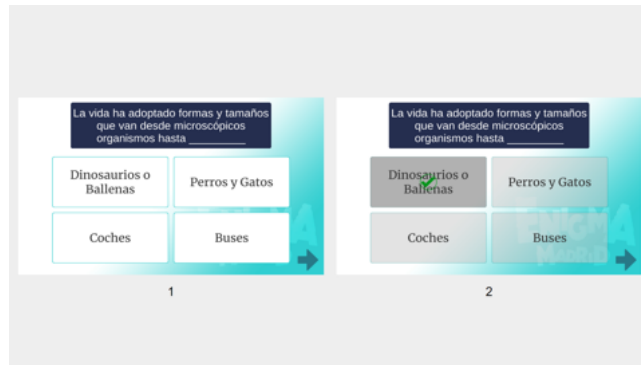 La vida ha adoptado formas y tamaños
que van desde microscópicos
organismos hasta _________
Dinosaurios o
Ballenas
Perros y Gatos
Coches
Buses
1
La vida ha adoptado formas y tamaños
que van desde microscópicos
organismos hasta _________
Dinosaurios o
Ballenas
Perros y Gatos
Coches
Buses
ENIGMA
MADRID
2